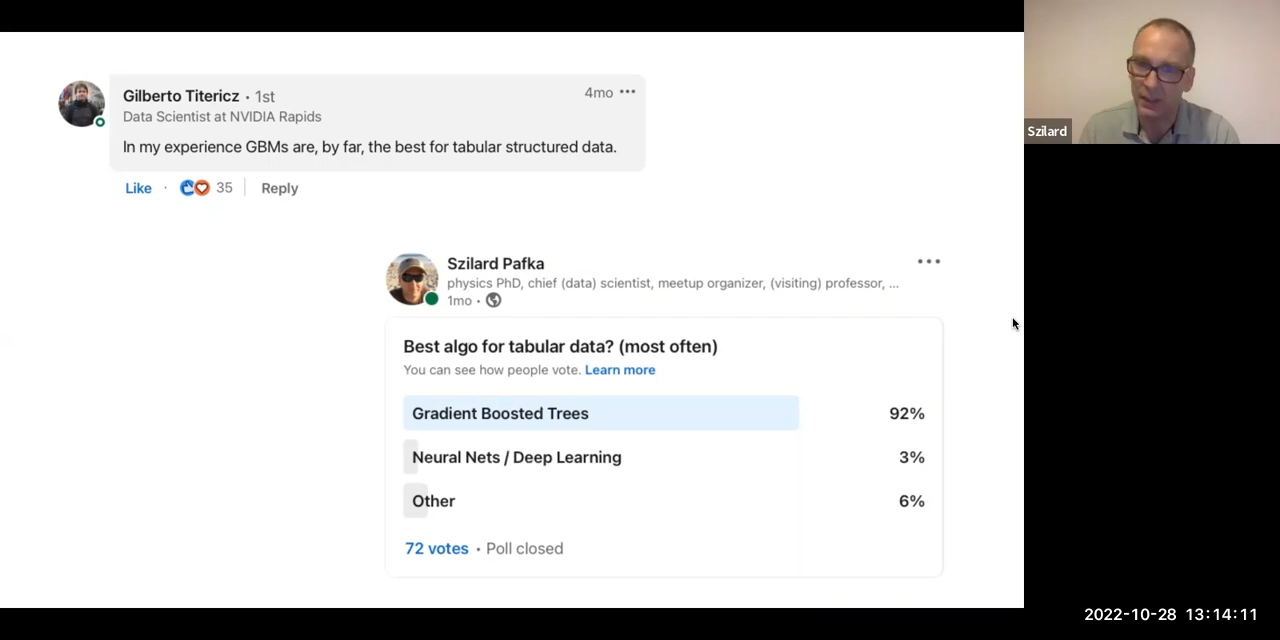 Gilberto Titericz • 1st
4mo •••
Data Scientist at NVIDIA Rapids
In my experience GBMs are, by far, the best for tabular structured data.
Like · 35 | Reply
Szilard
Szilard Pafka
•••
physics PhD, chief (data) scientist, meetup organizer, (visiting) professor, ...
1mo •
Best algo for tabular data? (most often)
You can see how people vote. Learn more
Gradient Boosted Trees 92%
Neural Nets / Deep Learning 3%
Other 6%
72 votes • Poll closed
2022-10-28 13:14:11